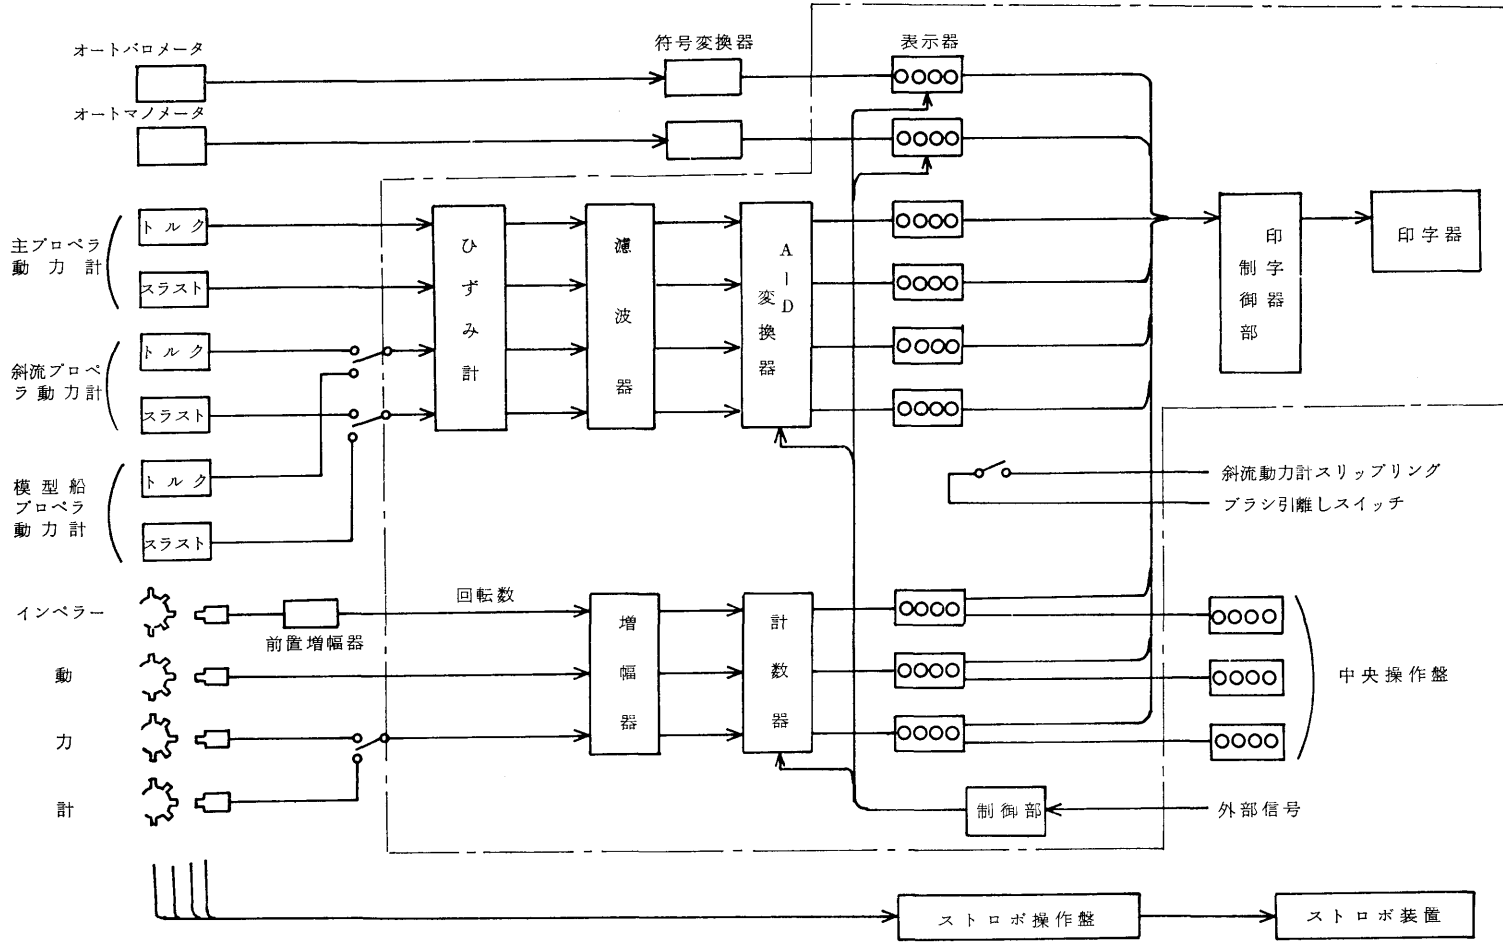 オートバロメータ
符号変換器
表示器
オートマノメータ
主プロペラ
動力計
トルク
スラスト
斜流プロペ
ラ動力計
トルク
スラスト
模型船
プロペラ
動力計
トルク
スラスト
ひずみ計
濾波器
A-D
変換器
印字器
制御部
印字器
斜流動力計スリップリング
ブラシ引離しスイッチ
インペラー
動
力
計
前置増幅器
回転数
増幅器
計数器
中央操作盤
制御部
外部信号
ストロボ操作盤
ストロボ装置